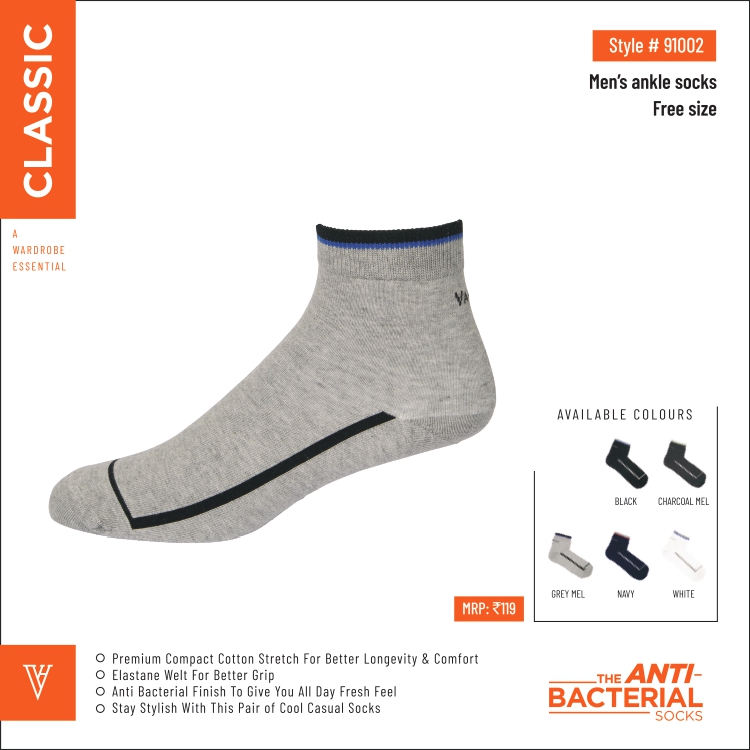 CLASSIC
A
WARDROBE
ESSENTIAL
Style # 91002
Men's ankle socks
Free size
AVAILABLE COLOURS
BLACK
CHARCOAL MEL
GREY MEL
NAVY
WHITE
MRP: ₹119
Premium Compact Cotton Stretch For Better Longevity & Comfort
Elastane Welt For Better Grip
Anti Bacterial Finish To Give You All Day Fresh Feel
Stay Stylish With This Pair of Cool Casual Socks
THE ANTI-
BACTERIAL
SOCKS